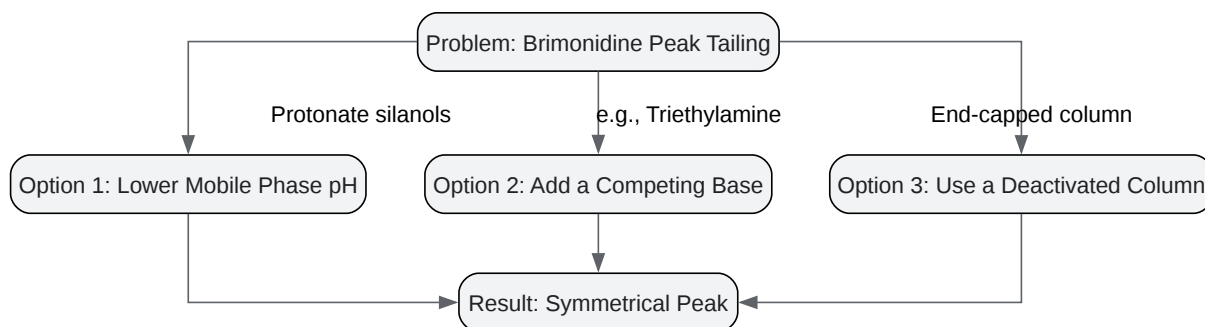 Problem: Brimonidine Peak Tailing
Protonate silanols
e.g., Triethylamine
End-capped column
Option 1: Lower Mobile Phase pH
Option 2: Add a Competing Base
Option 3: Use a Deactivated Column
Result: Symmetrical Peak